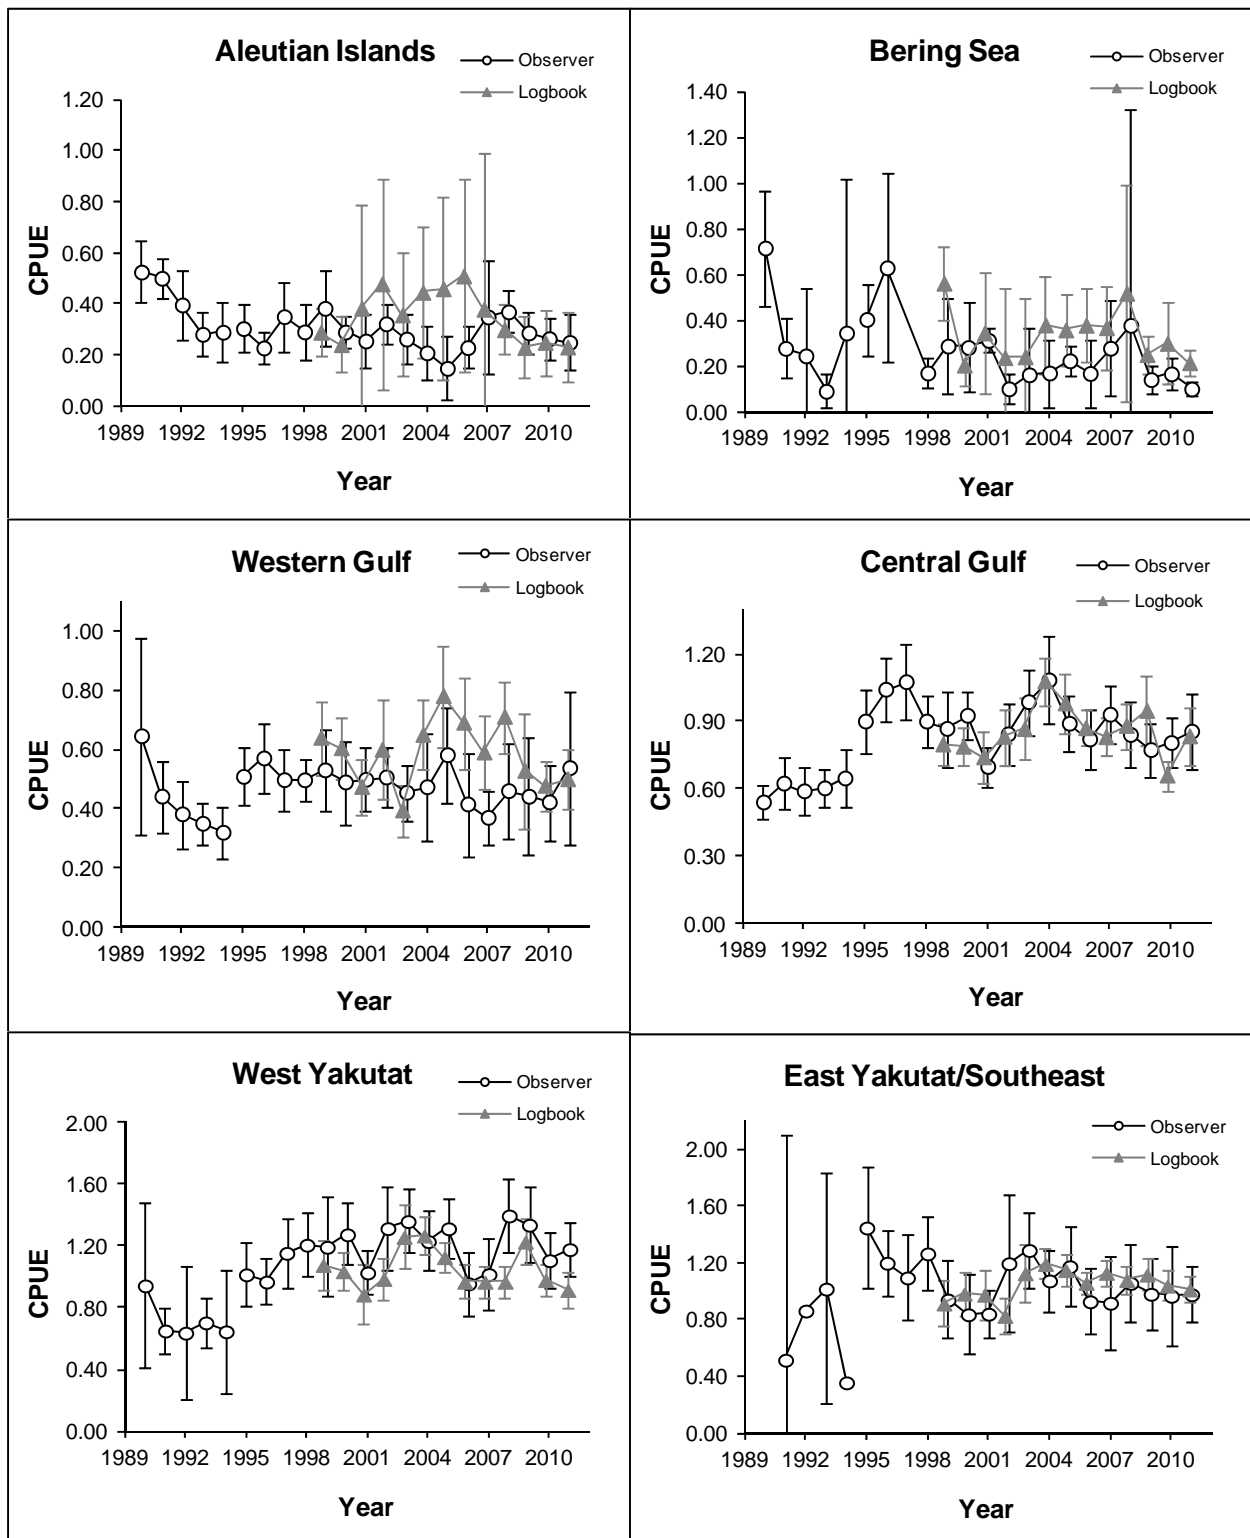 Aleutian Islands
Observer
Logbook
CPUE
1.20
1.00
0.80
0.60
0.40
0.20
0.00
1989 1992 1995 1998 2001 2004 2007 2010
Year
Bering Sea
Observer
Logbook
CPUE
1.40
1.20
1.00
0.80
0.60
0.40
0.20
0.00
1989 1992 1995 1998 2001 2004 2007 2010
Year
Western Gulf
Observer
Logbook
CPUE
1.00
0.80
0.60
0.40
0.20
0.00
1989 1992 1995 1998 2001 2004 2007 2010
Year
Central Gulf
Observer
Logbook
CPUE
1.20
0.90
0.60
0.30
0.00
1989 1992 1995 1998 2001 2004 2007 2010
Year
West Yakutat
Observer
Logbook
CPUE
2.00
1.60
1.20
0.80
0.40
0.00
1989 1992 1995 1998 2001 2004 2007 2010
Year
East Yakutat/Southeast
Observer
Logbook
CPUE
2.00
1.60
1.20
0.80
0.40
0.00
1989 1992 1995 1998 2001 2004 2007 2010
Year